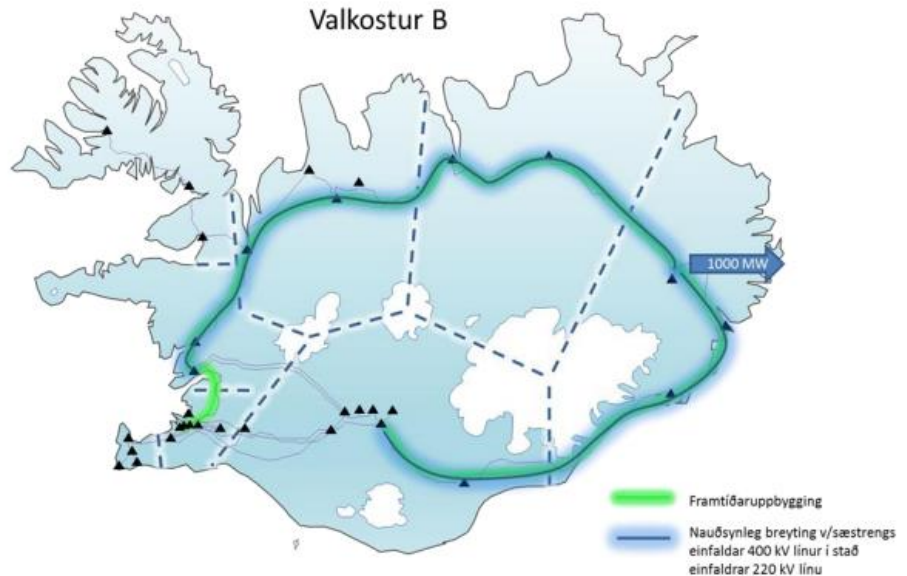 Valkostur B
1000 MW
Framtíðaruppbygging
Nauðsynleg breyting v/sæstrengs
einfaldar 400 kV línur í stað
einfaldrar 220 kV línu